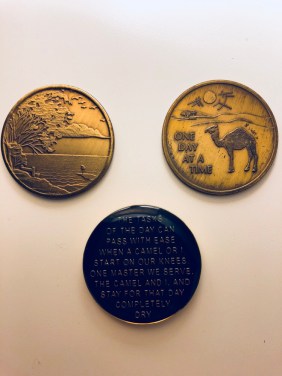 ONE
DAY
AT A
TIME
THE TASKS
OF THE DAY CAN
PASS WITH EASE
WHEN A CAMEL OR I
START ON OUR KNEES.
ONE MASTER WE SERVE,
THE CAMEL AND I, AND
STAY FOR THAT DAY
COMPLETELY
DRY